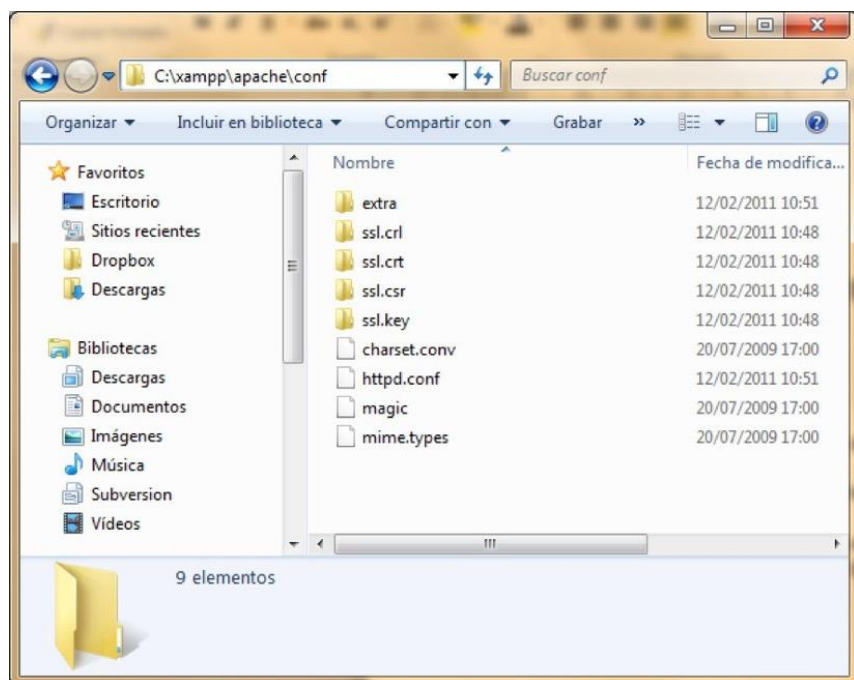 C:\xampp\apache\conf
Buscar conf
Organizar
Incluir en biblioteca
Compartir con
Grabar
»
Favoritos
Escritorio
Sitios recientes
Dropbox
Descargas
Bibliotecas
Descargas
Documentos
Imágenes
Música
Subversion
Vídeos
Nombre Fecha de modifica...
extra 12/02/2011 10:51
ssl.crl 12/02/2011 10:48
ssl.crt 12/02/2011 10:48
ssl.csr 12/02/2011 10:48
ssl.key 12/02/2011 10:48
charset.conv 20/07/2009 17:00
httpd.conf 12/02/2011 10:51
magic 20/07/2009 17:00
mime.types 20/07/2009 17:00
9 elementos